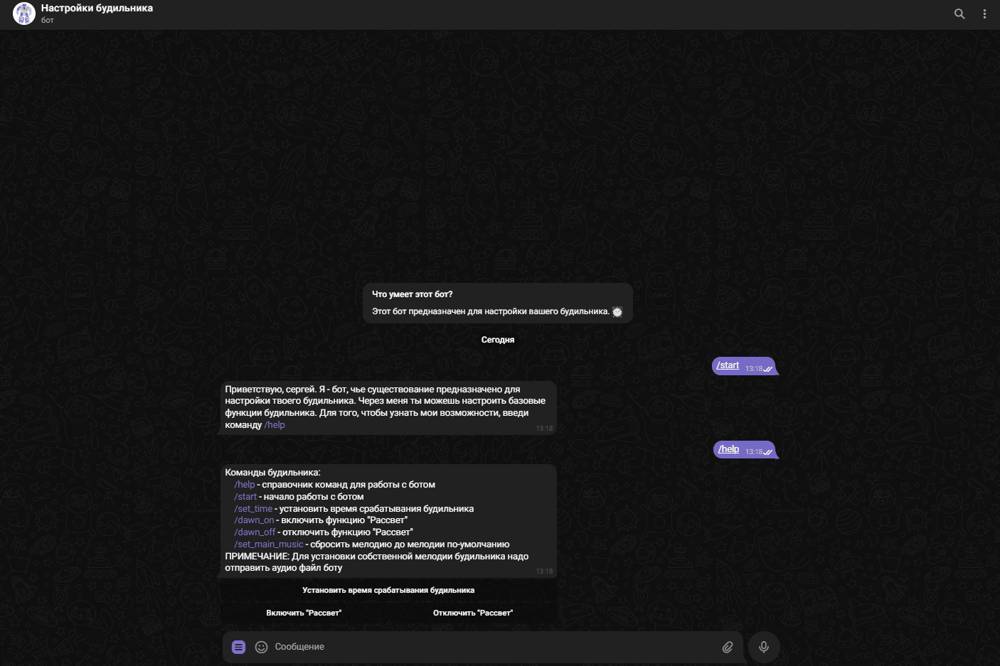 Настройки будильника
бот
Что умеет этот бот?
Этот бот предназначен для настройки вашего будильника.
Сегодня
/start 13:18
Приветствую, сергей. Я - бот, чье существование предназначено для
настройки твоего будильника. Через меня ты можешь настроить базовые
функции будильника. Для того, чтобы узнать мои возможности, введи
команду /help
13:18
/help 13:18
Команды будильника:
/help - справочник команд для работы с ботом
/start - начало работы с ботом
/set_time - установить время срабатывания будильника
/dawn_on - включить функцию "Рассвет"
/dawn_off - отключить функцию "Рассвет"
/set_main_music - сбросить мелодию до мелодии по-умолчанию
ПРИМЕЧАНИЕ: Для установки собственной мелодии будильника надо
отправить аудио файл боту
13:18
Установить время срабатывания будильника
Включить "Рассвет"
Отключить "Рассвет"
Сообщение